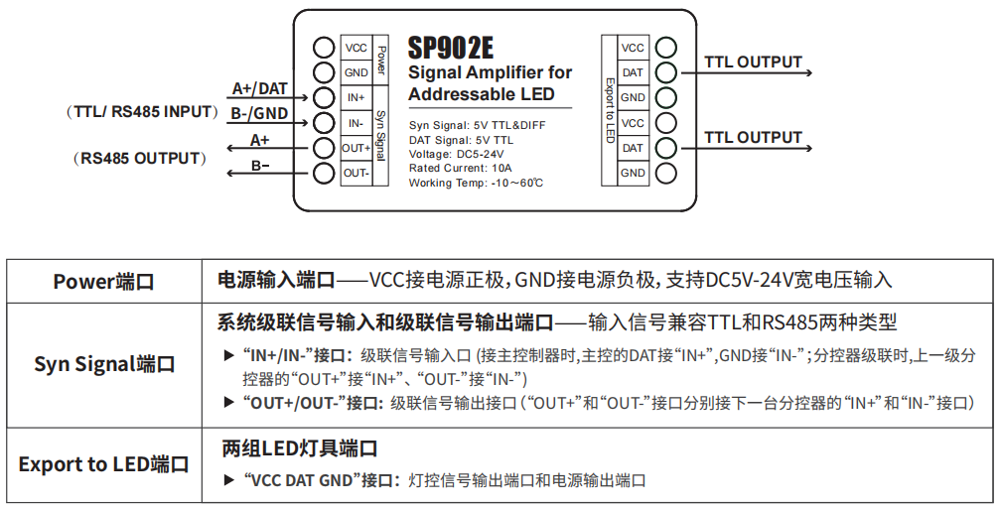 SP902E
Signal Amplifier for
Addressable LED
Syn Signal: 5V TTL&DIFF
DAT Signal: 5V TTL
Voltage: DC5-24V
Rated Current: 10A
Working Temp: -10～60℃
VCC
GND
IN+
IN-
OUT+
OUT-
Power
Syn Signal
A+/DAT
（TTL/ RS485 INPUT）
B-/GND
A+
（RS485 OUTPUT）
B–
Export to LED
VCC
DAT
GND
VCC
DAT
GND
TTL OUTPUT
TTL OUTPUT
Power端口
电源输入端口——VCC接电源正极，GND接电源负极，支持DC5V-24V宽电压输入
Syn Signal端口
系统级联信号输入和级联信号输出端口——输入信号兼容TTL和RS485两种类型
▶ “IN+/IN-”接口：级联信号输入口 (接主控制器时,主控的DAT接“IN+”,GND接“IN-”；分控器级联时,上一级分
控器的“OUT+”接“IN+”、“OUT-”接“IN-”)
▶ “OUT+/OUT-”接口: 级联信号输出接口（“OUT+”和“OUT-”接口分别接下一台分控器的“IN+”和“IN-”接口）
Export to LED端口
两组LED灯具端口
▶ “VCC DAT GND”接口：灯控信号输出端口和电源输出端口